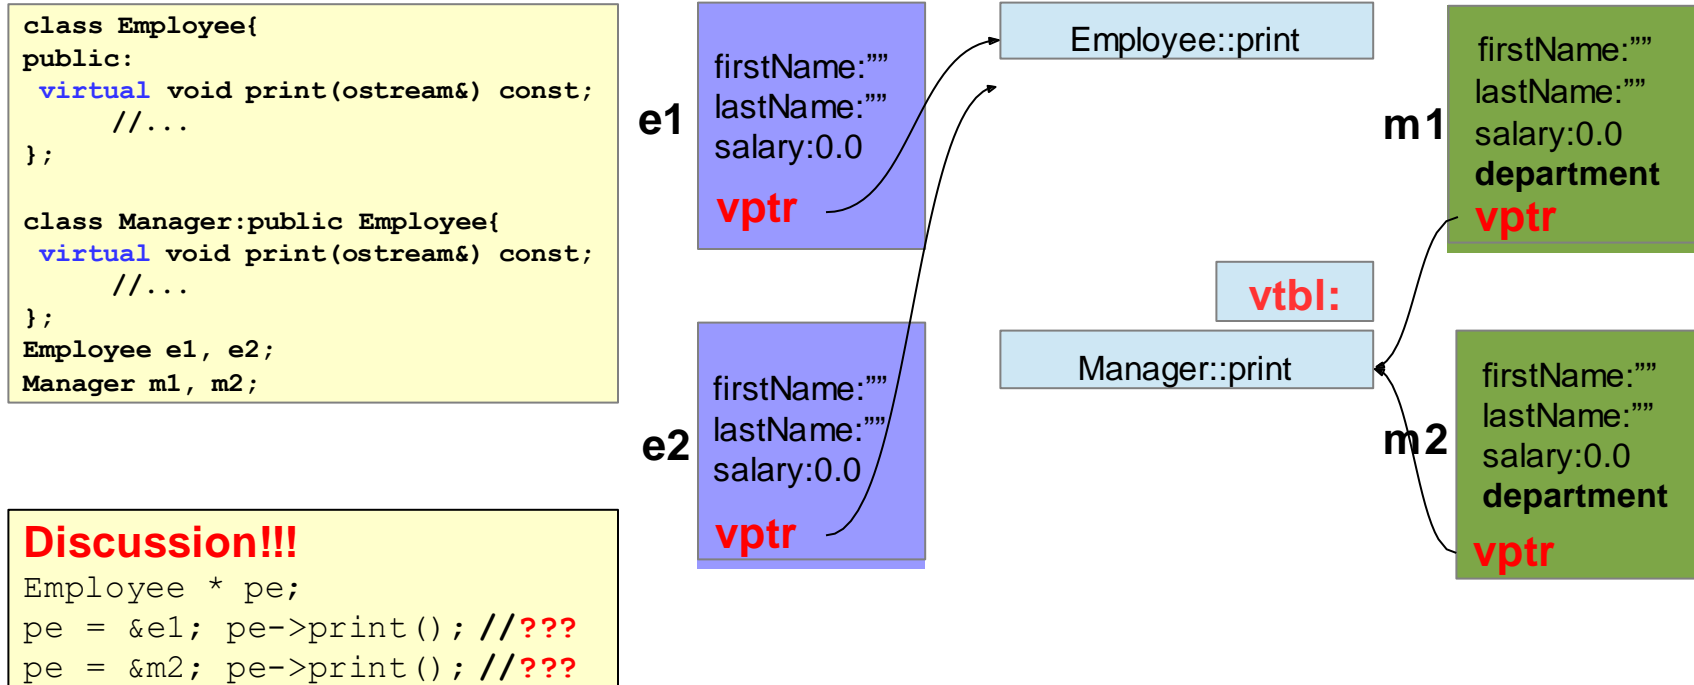 class Employee{
public:
virtual void print(ostream&) const;
//...
};
class Manager:public Employee{
virtual void print(ostream&) const;
//...
};
Employee e1, e2;
Manager m1, m2;
Discussion!!!
Employee * pe;
pe = &e1; pe->print(); //???
pe = &m2; pe->print(); //???
e1
firstName:””
lastName:””
salary:0.0
vptr
e2
firstName:””
lastName:””
salary:0.0
vptr
Employee::print
vtbl:
Manager::print
m1
firstName:””
lastName:””
salary:0.0
department
vptr
m2
firstName:””
lastName:””
salary:0.0
department
vptr